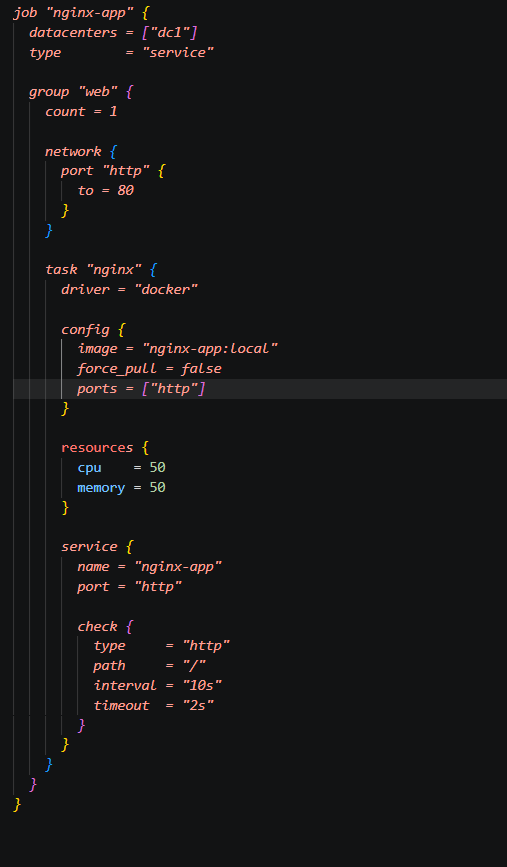 job "nginx-app" {
  datacenters = ["dc1"]
  type        = "service"

  group "web" {
    count = 1

    network {
      port "http" {
        to = 80
      }
    }

    task "nginx" {
      driver = "docker"

      config {
        image = "nginx-app:local"
        force_pull = false
        ports = ["http"]
      }

      resources {
        cpu    = 50
        memory = 50
      }

      service {
        name = "nginx-app"
        port = "http"

        check {
          type     = "http"
          path     = "/"
          interval = "10s"
          timeout  = "2s"
        }
      }
    }
  }
}